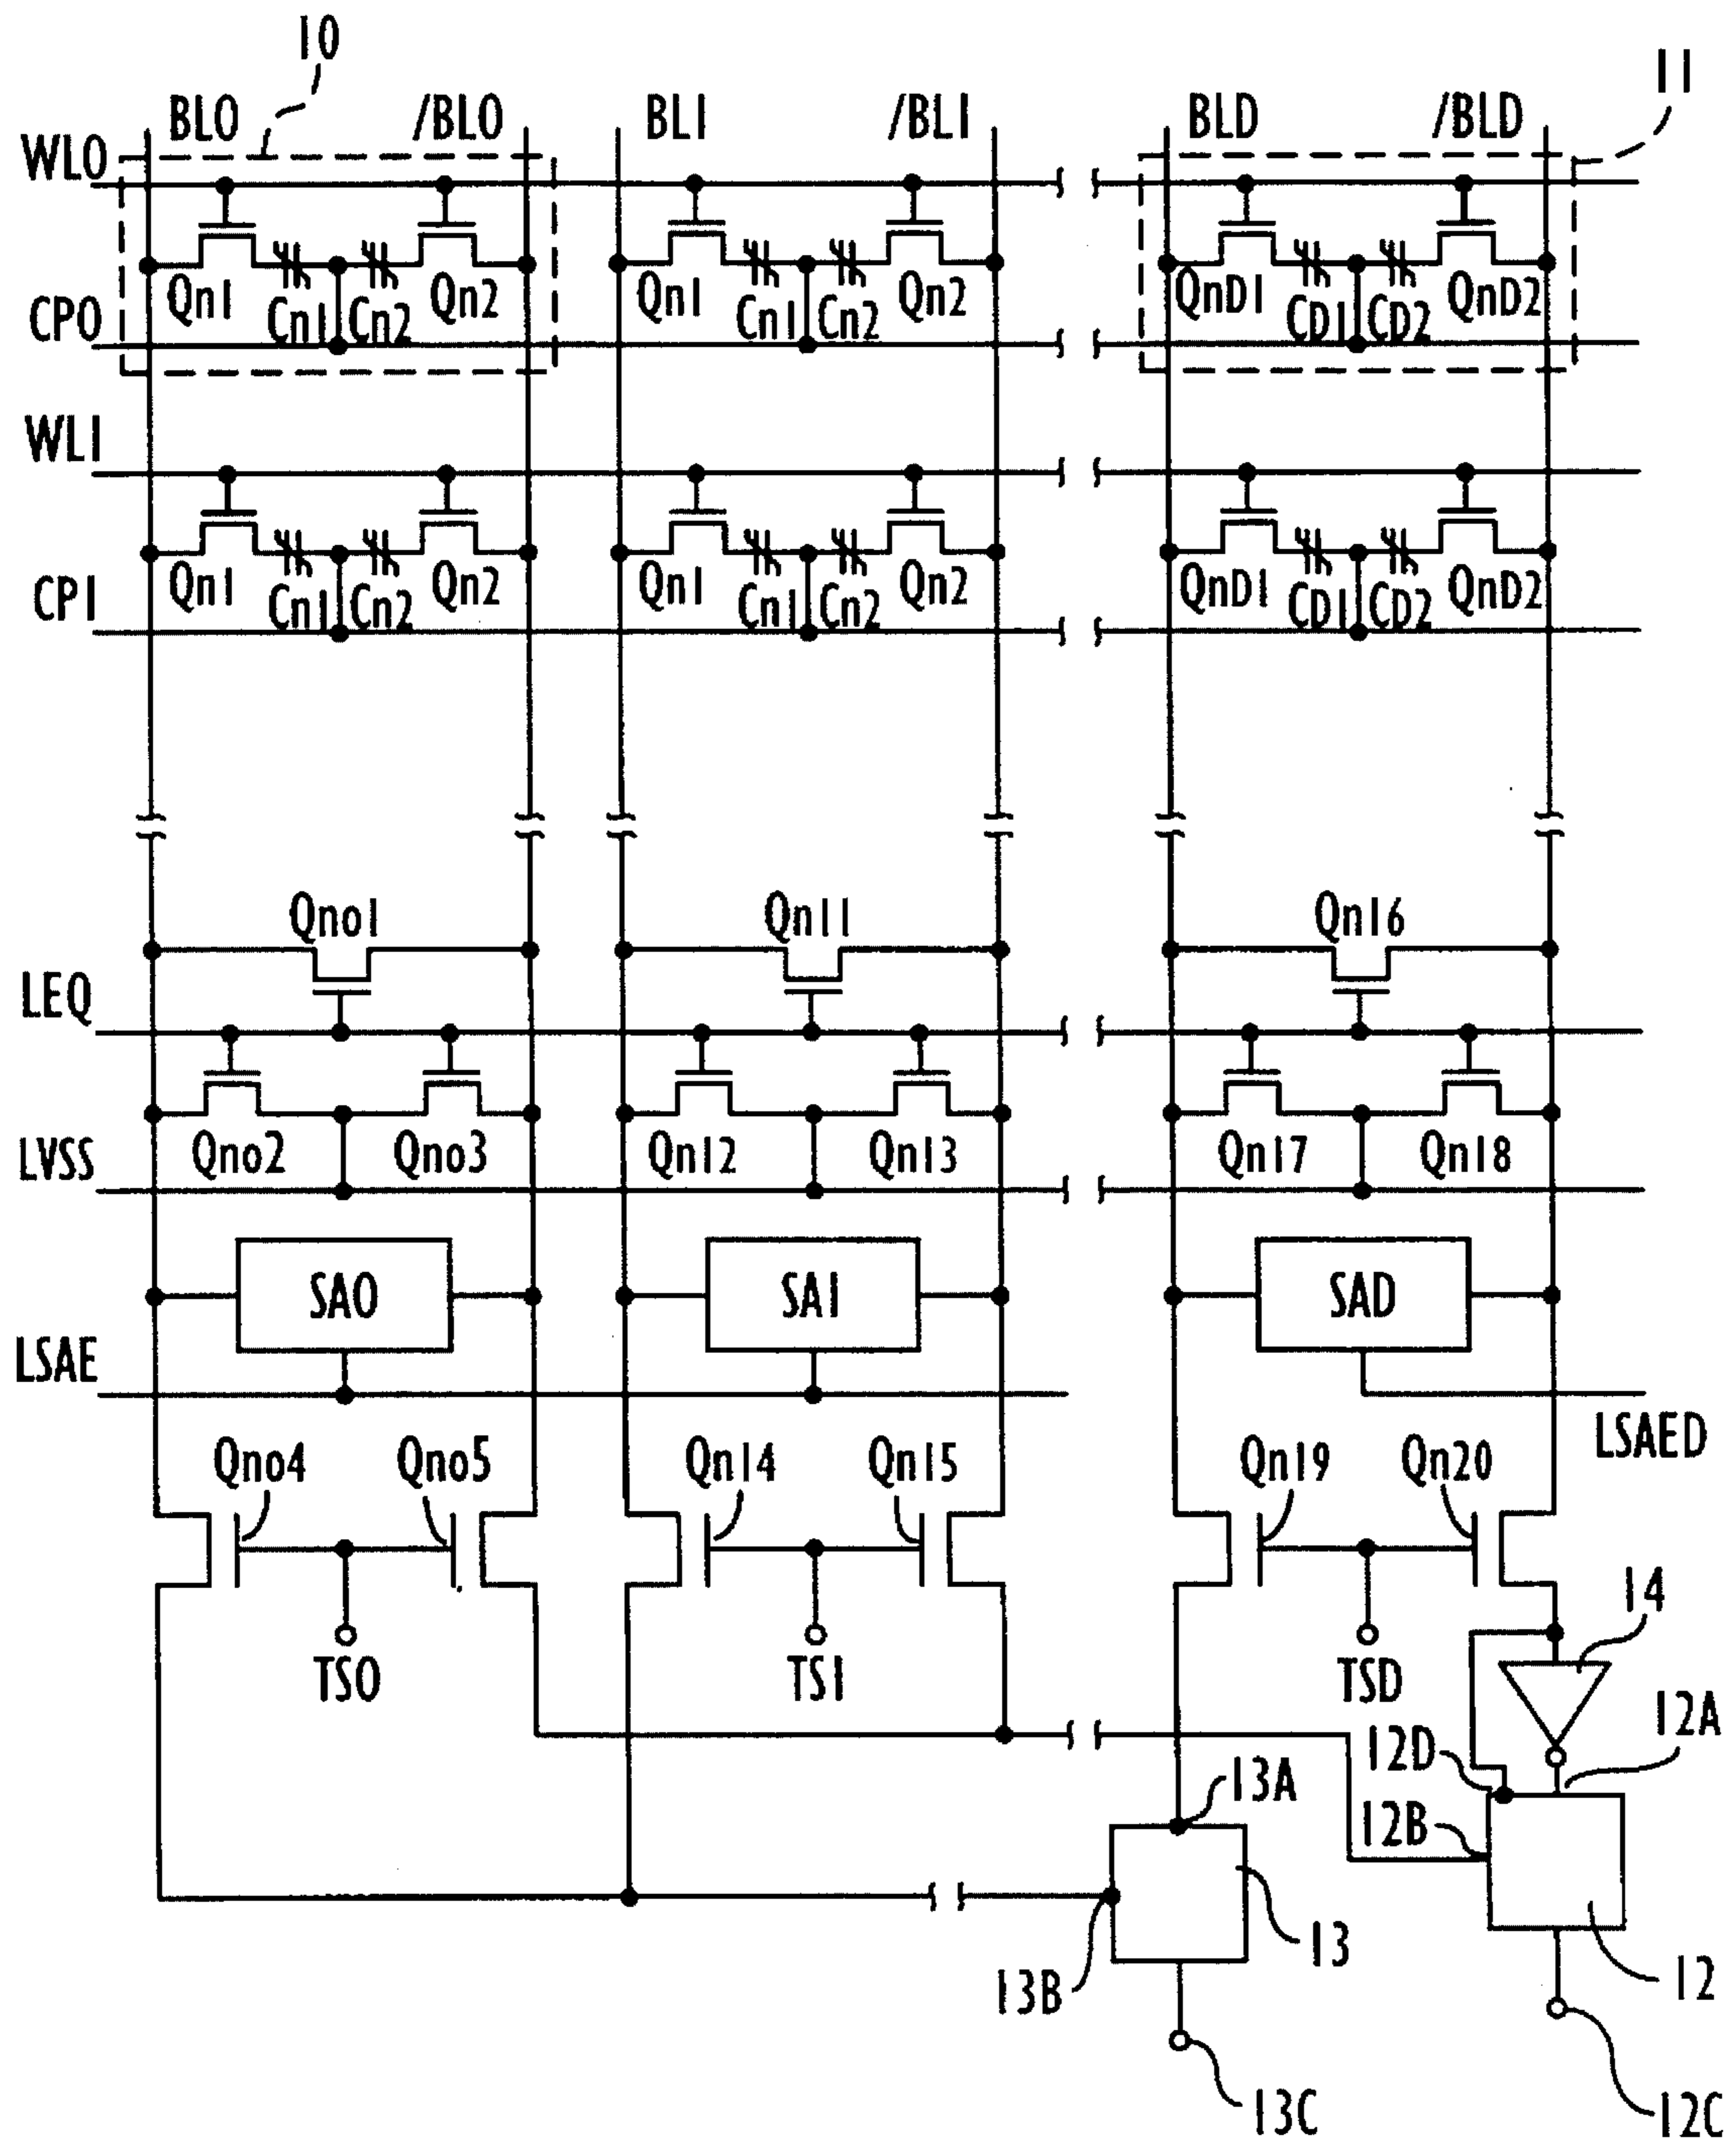 10
11
BL0 /BL0 BL1 /BL1 BLD /BLD
WL0
Qn1 Cn1 Cn2 Qn2 Qn1 Cn1 Cn2 Qn2 QnD1 CD1 CD2 QnD2
CP0
WL1
Qn1 Cn1 Cn2 Qn2 Qn1 Cn1 Cn2 Qn2 QnD1 CD1 CD2 QnD2
CP1
Qno1 Qn11 Qn16
LEQ
Qno2 Qno3 Qn12 Qn13 Qn17 Qn18
LVSS
SA0 SA1 SAD
LSAE
LSAED
Qno4 Qno5 Qn14 Qn15 Qn19 Qn20
14
TS0 TS1 TSD
12A
12D
13A
12B
13
12
13B
13C
12C